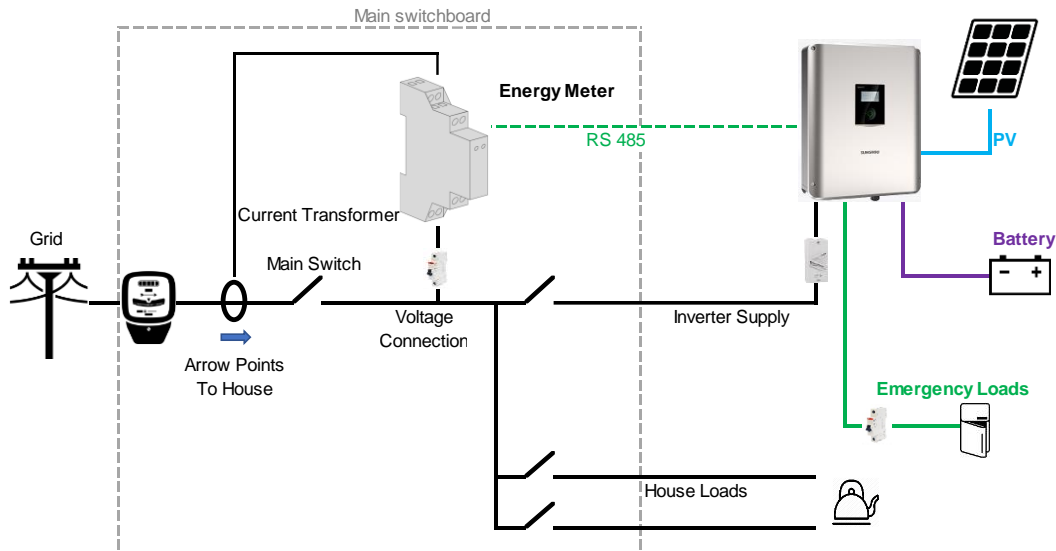 Main switchboard
Energy Meter
RS 485
SUNGROW
PV
Current Transformer
Grid
Main Switch
Battery
Voltage
Connection
Inverter Supply
Arrow Points
To House
Emergency Loads
House Loads